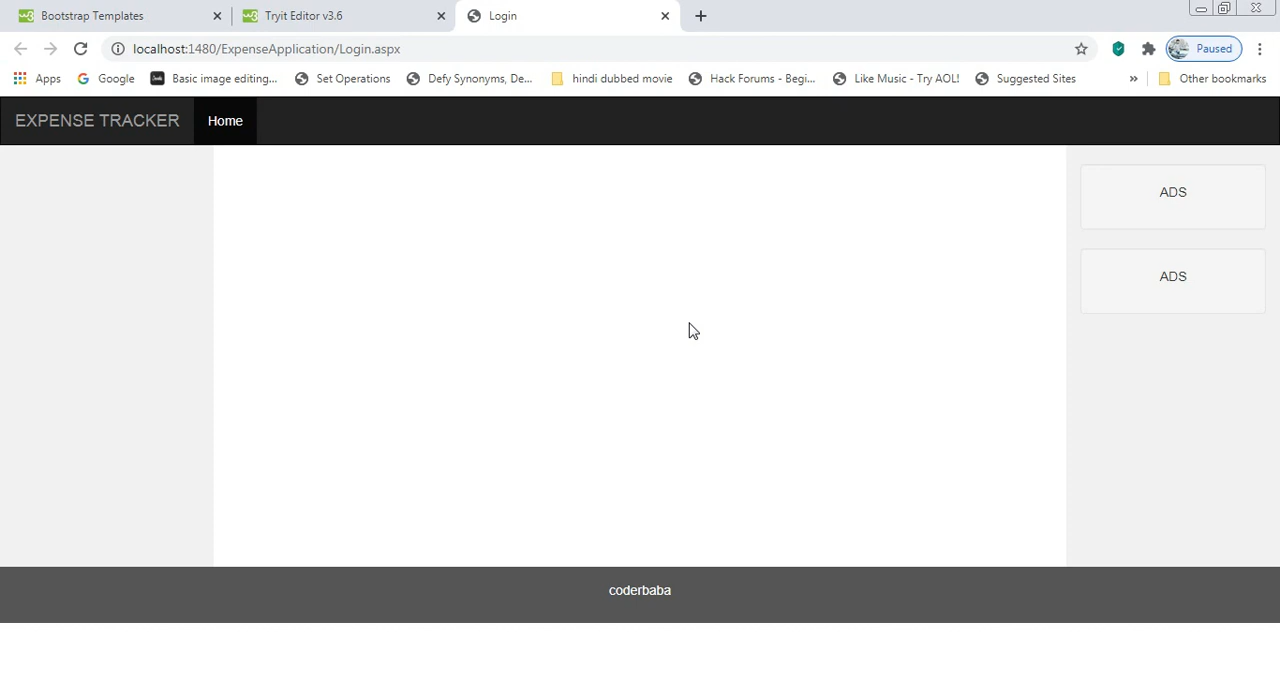 Bootstrap Templates
Tryit Editor v3.6
Login
localhost:1480/ExpenseApplication/Login.aspx
Paused
Apps
Google
Basic image editing...
Set Operations
Defy Synonyms, De...
hindi dubbed movie
Hack Forums - Begi...
Like Music - Try AOL!
Suggested Sites
»
Other bookmarks
EXPENSE TRACKER
Home
ADS
ADS
coderbaba